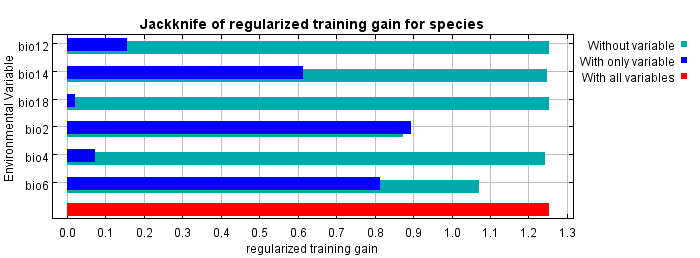 Jackknife of regularized training gain for species
Environmental Variable
bio12
bio14
bio18
bio2
bio4
bio6
0.0 0.1 0.2 0.3 0.4 0.5 0.6 0.7 0.8 0.9 1.0 1.1 1.2 1.3
regularized training gain
Without variable
With only variable
With all variables